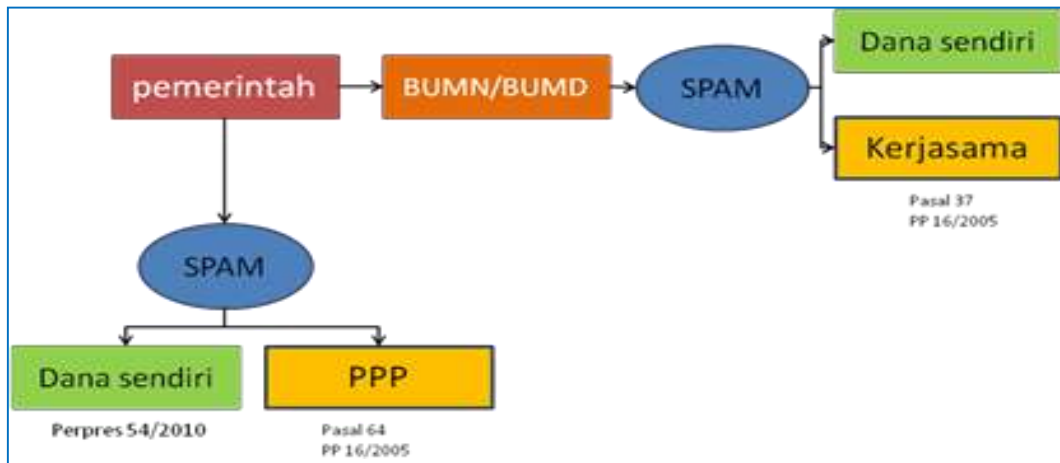 Dana sendiri
pemerintah
BUMN/BUMD
SPAM
Kerjasama
Pasal 37
PP 16/2005
SPAM
Dana sendiri
PPP
Perpres 54/2010
Pasal 64
PP 16/2005